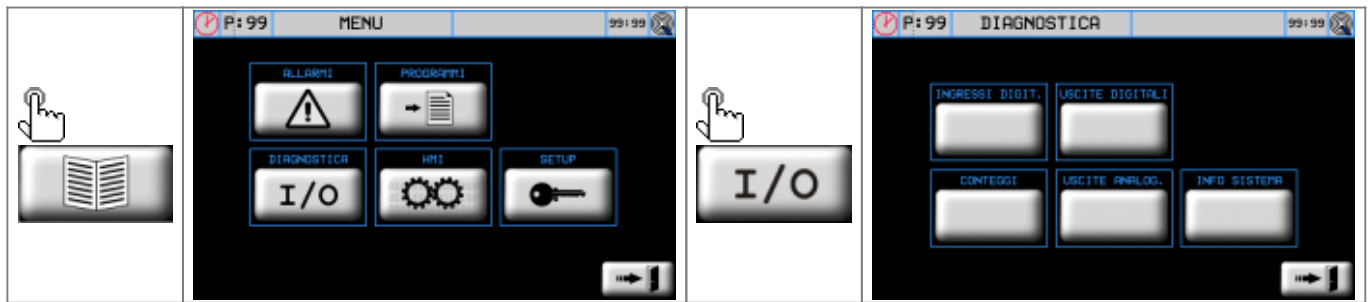 P:99 MENU 99:99
ALLARMI PROGRAMMI
DIAGNOSTICA HMI SETUP
I/O
I/O
P:99 DIAGNOSTICA 99:99
INGRESSI DIGIT. USCITE DIGITALI
CONTEGGI USCITE ANALOG. INFO SISTEMA